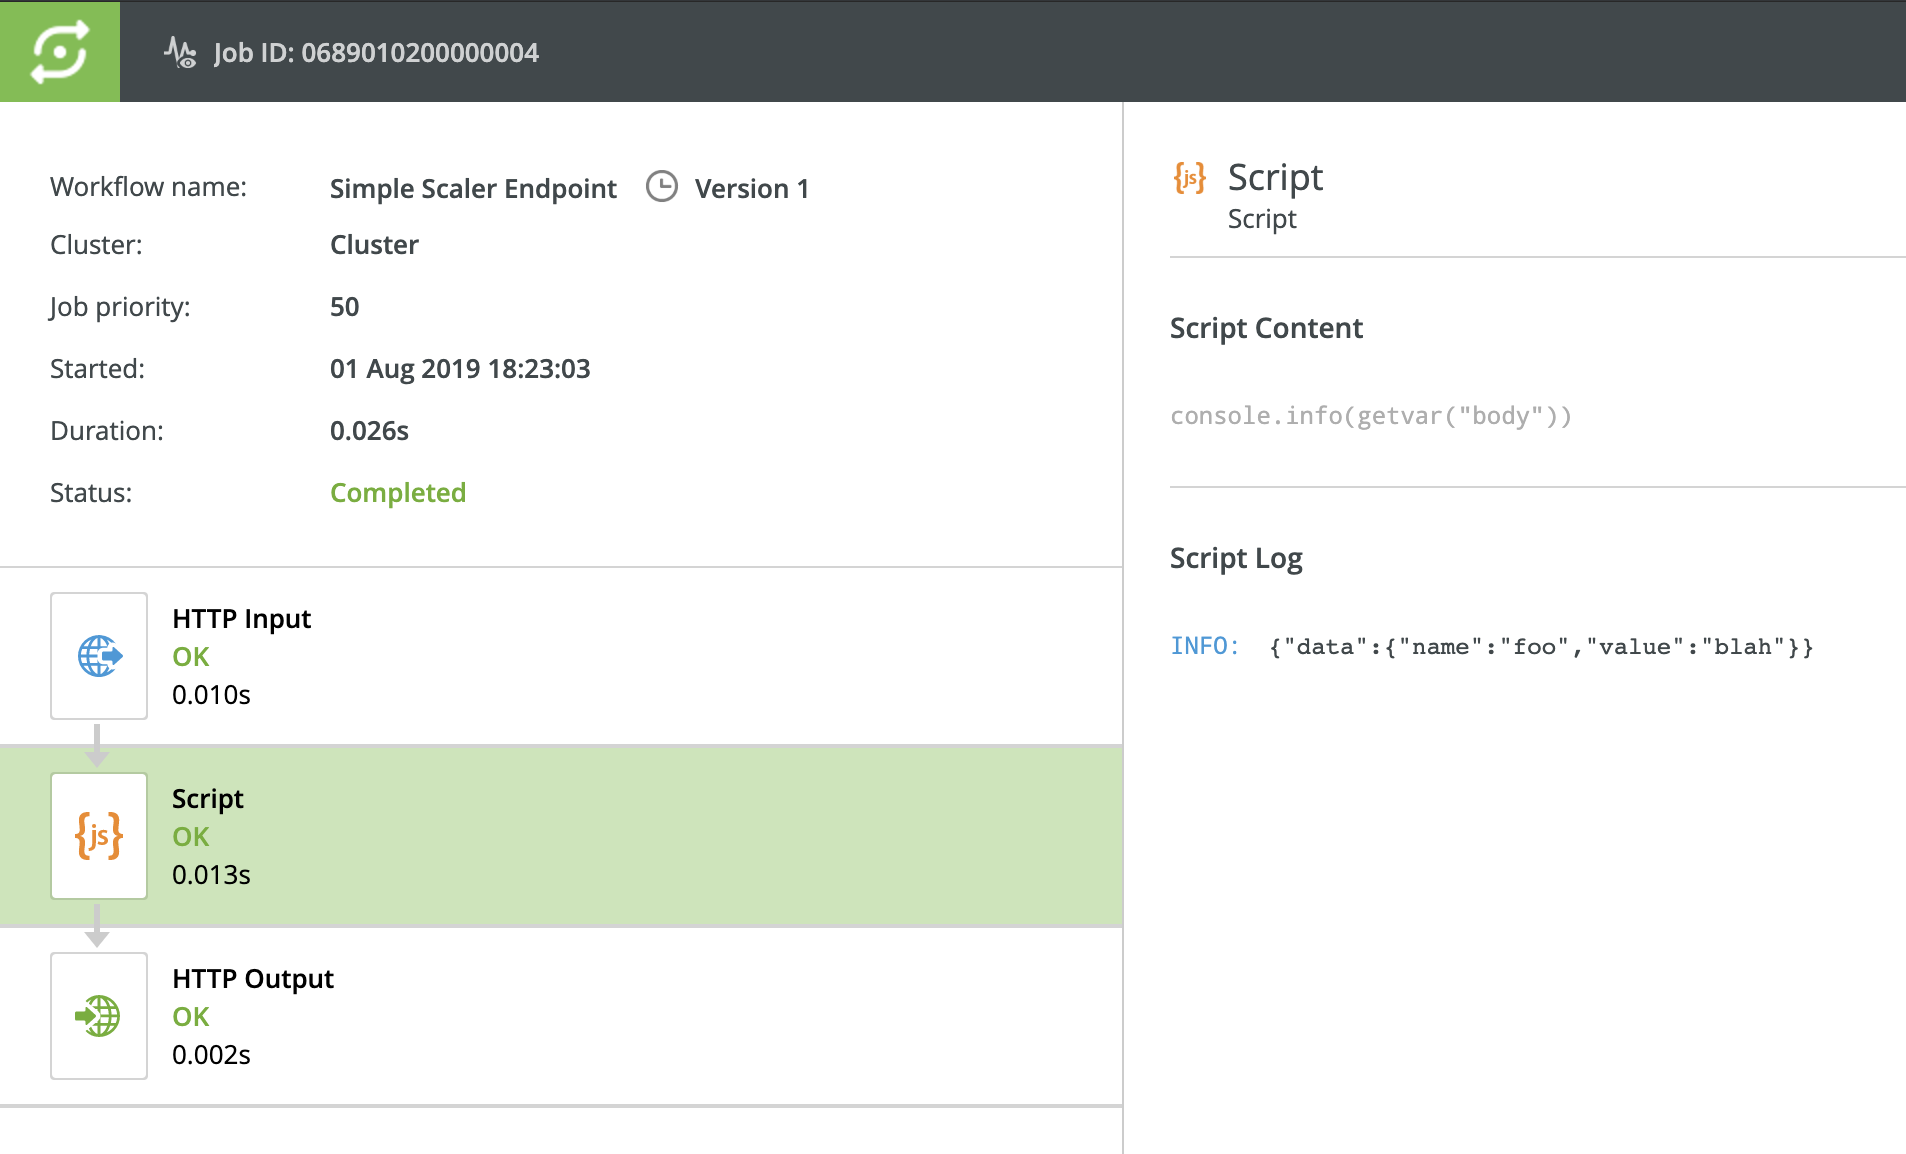 Job ID: 0689010200000004
Workflow name: Simple Scaler Endpoint Version 1
Cluster: Cluster
Job priority: 50
Started: 01 Aug 2019 18:23:03
Duration: 0.026s
Status: Completed
HTTP Input
OK
0.010s
{js}
Script
OK
0.013s
HTTP Output
OK
0.002s
{js} Script
Script
Script Content
console.info(getvar("body"))
Script Log
INFO: {"data":{"name":"foo","value":"blah"}}